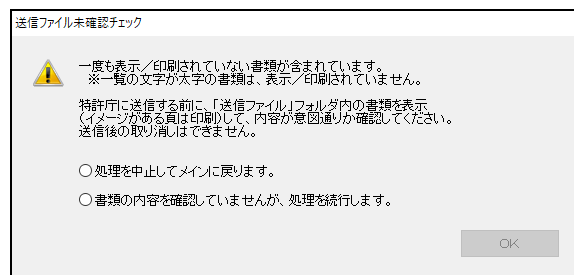 送信ファイル未確認チェック
一度も表示／印刷されていない書類が含まれています。
※一覧の文字が太字の書類は、表示／印刷されていません。
特許庁に送信する前に、「送信ファイル」フォルダ内の書類を表示
（イメージがある頁は印刷）して、内容が意図通りか確認してください。
送信後の取り消しはできません。
処理を中止してメインに戻ります。
書類の内容を確認していませんが、処理を続行します。
OK